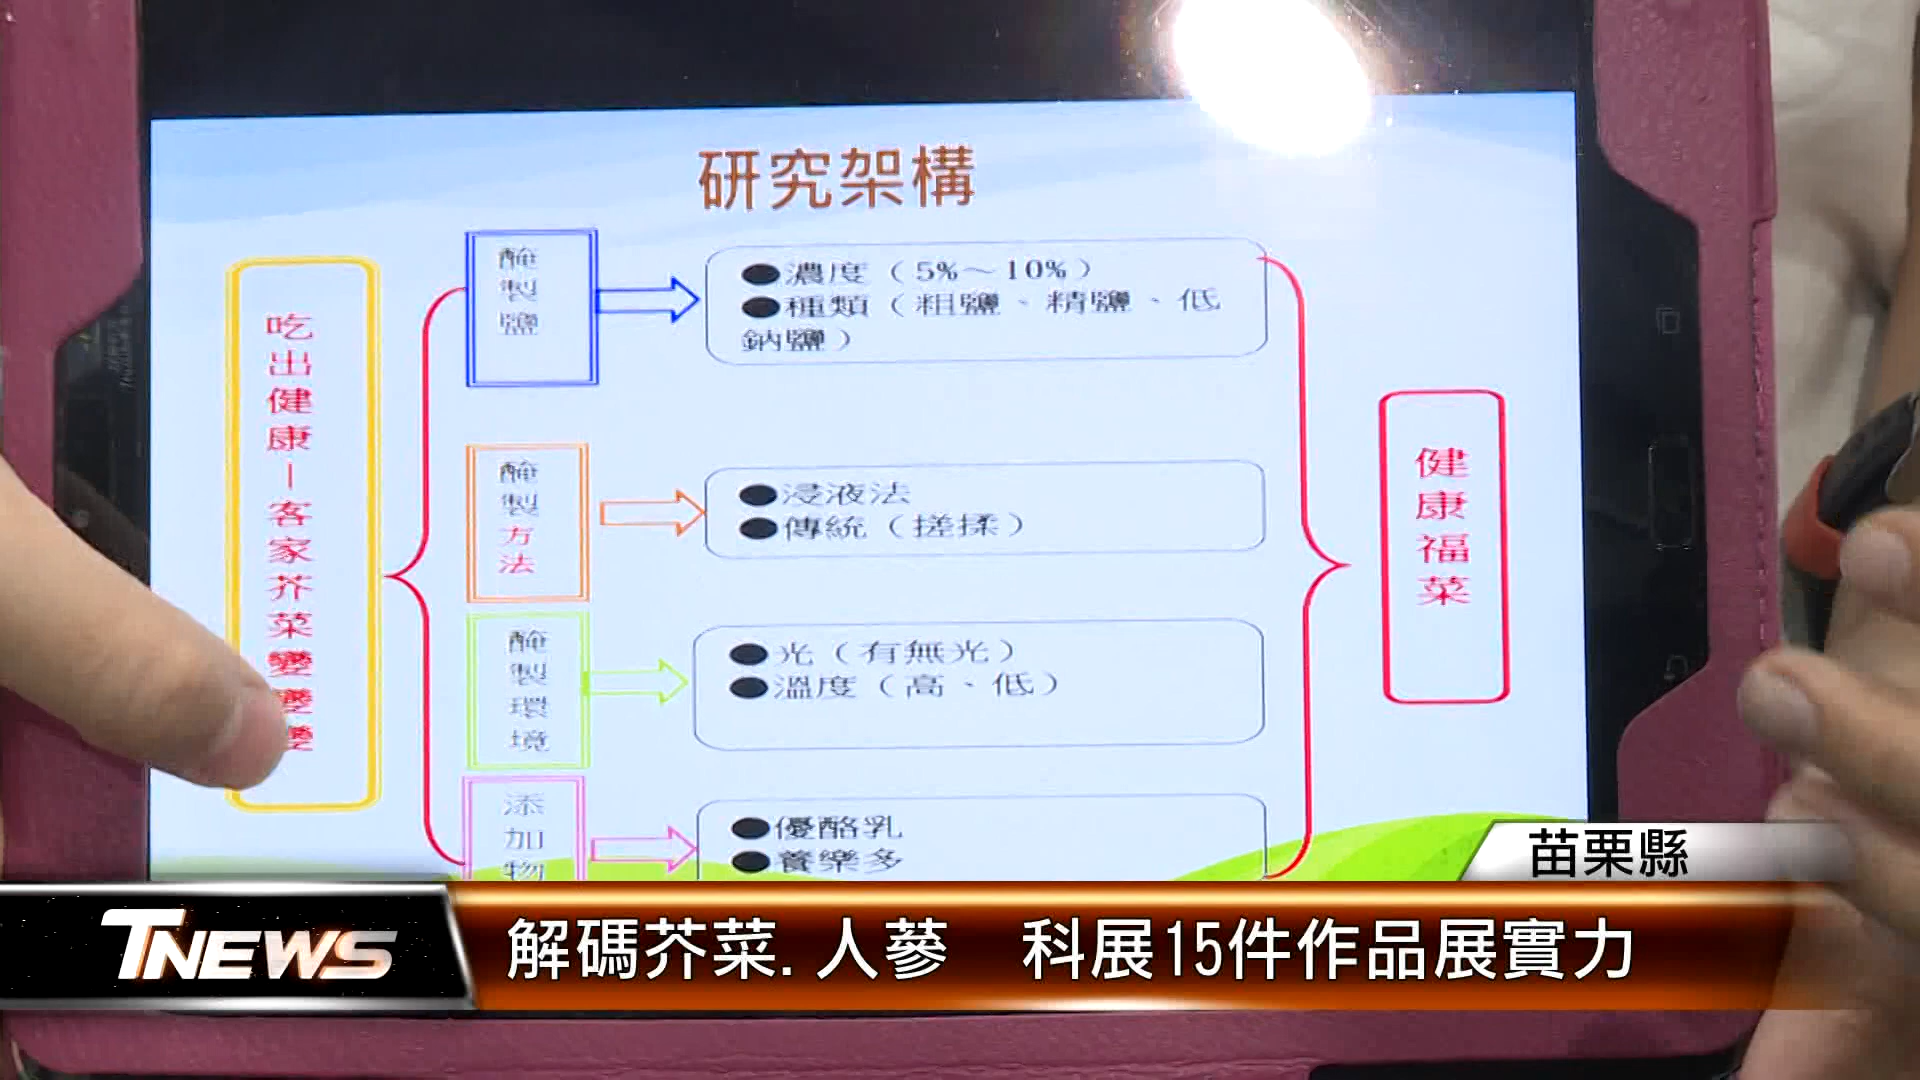 研究架構
吃出健康－客家芥菜變變變
醃製鹽
●濃度（5%～10%）
●種類（粗鹽、精鹽、低
鈉鹽）
醃製方法
●浸液法
●傳統（搓揉）
醃製環境
●光（有無光）
●溫度（高、低）
添加物
●優酪乳
●養樂多
健康福菜
苗栗縣
TNEWS
解碼芥菜.人蔘 科展15件作品展實力